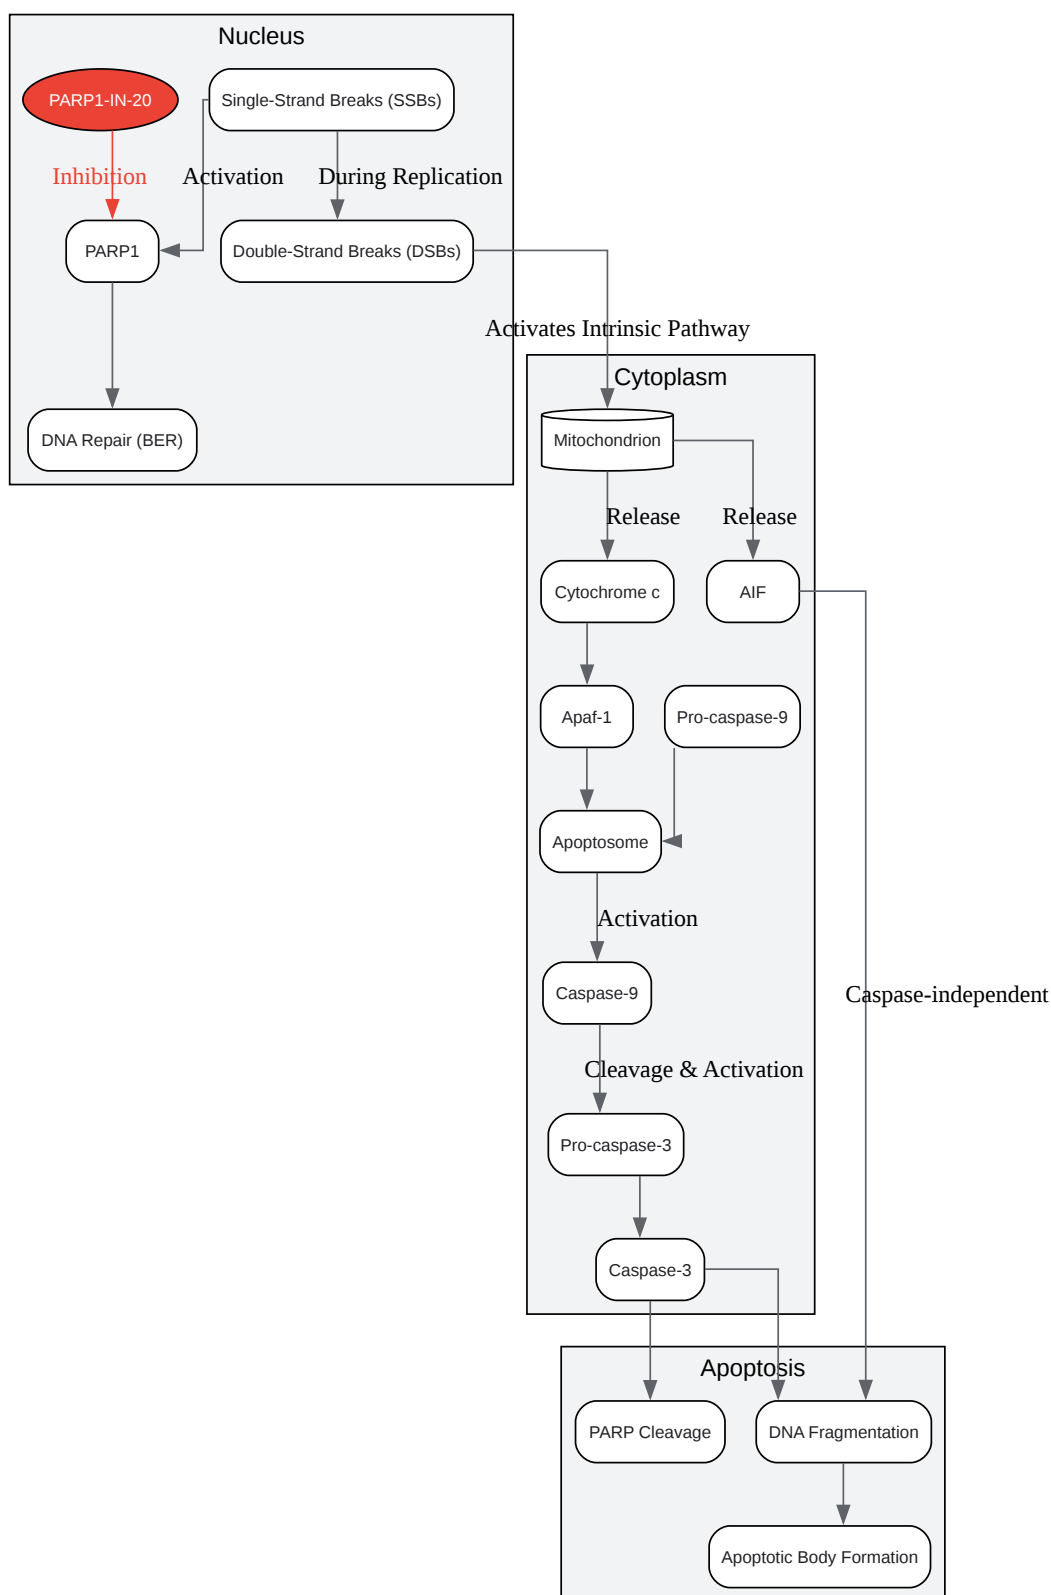 Nucleus
PARP1-IN-20
Single-Strand Breaks (SSBs)
Inhibition
Activation
During Replication
PARP1
Double-Strand Breaks (DSBs)
Activates Intrinsic Pathway
Cytoplasm
DNA Repair (BER)
Mitochondrion
Release
Release
Cytochrome c
AIF
Apaf-1
Pro-caspase-9
Apoptosome
Activation
Caspase-9
Caspase-independent
Cleavage & Activation
Pro-caspase-3
Caspase-3
Apoptosis
PARP Cleavage
DNA Fragmentation
Apoptotic Body Formation